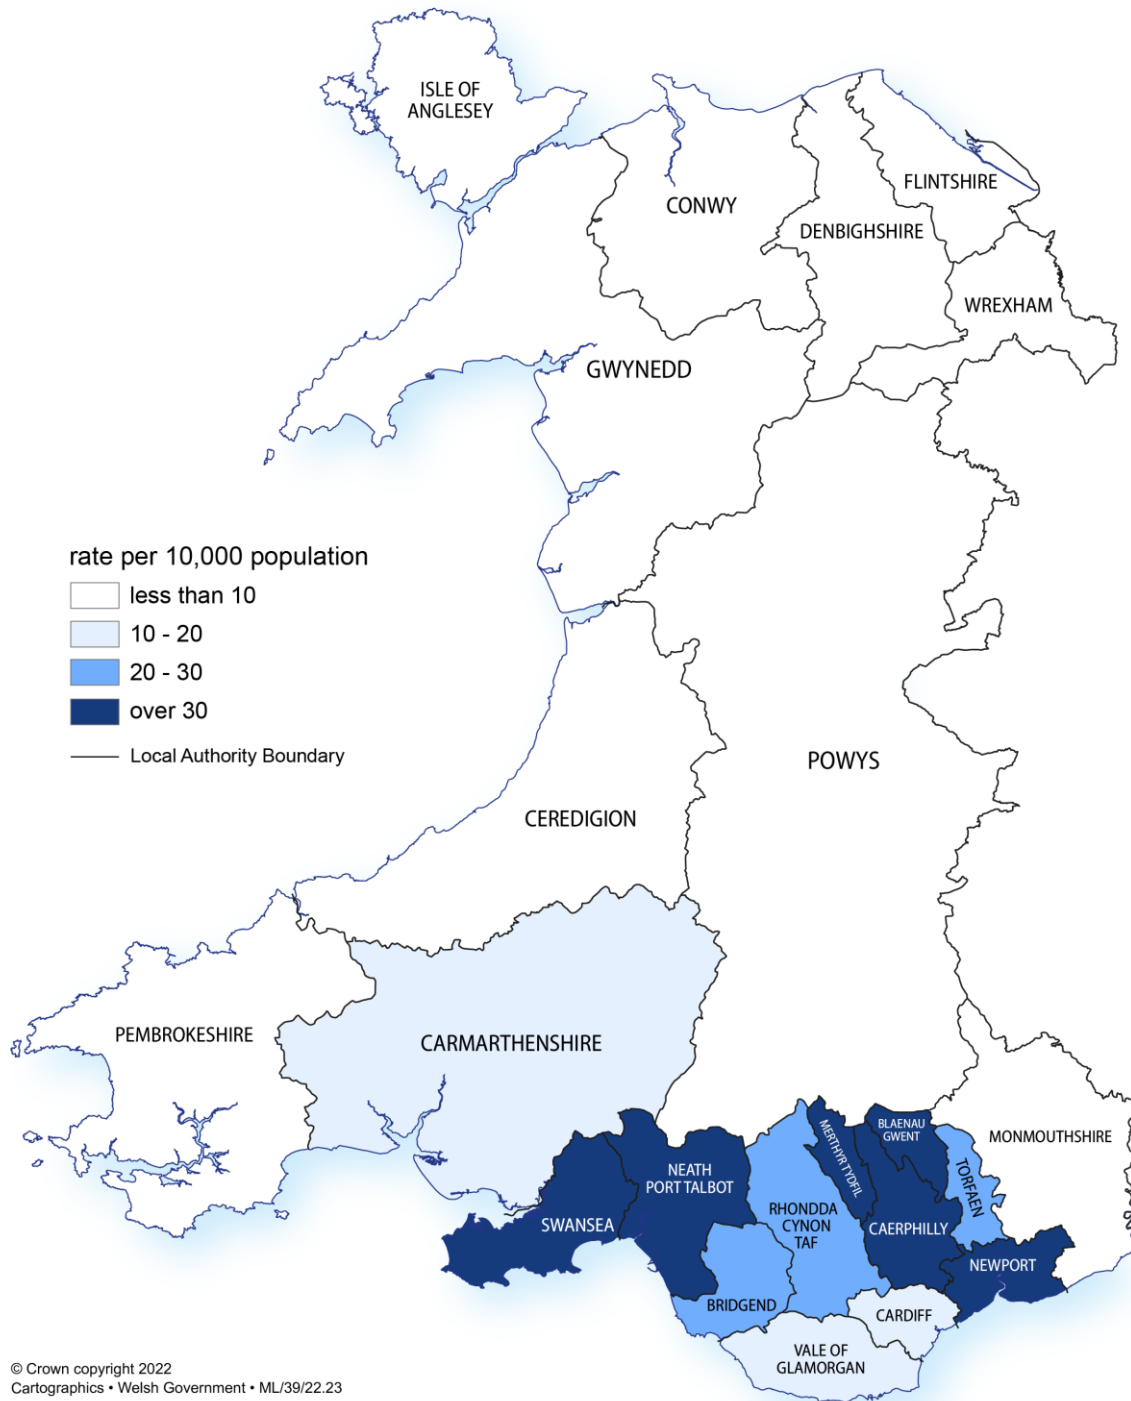 ISLE OF
ANGLESEY
FLINTSHIRE
CONWY
DENBIGHSHIRE
WREXHAM
GWYNEDD
rate per 10,000 population
less than 10
10 - 20
20 - 30
over 30
Local Authority Boundary
POWYS
CEREDIGION
PEMBROKESHIRE
CARMARTHENSHIRE
MONMOUTHSHIRE
BLAENAU
GWENT
MERTHYR TYDFIL
TORFAEN
NEATH
PORT TALBOT
SWANSEA
RHONDDA
CYNON
TAF
CAERPHILLY
NEWPORT
BRIDGEND
CARDIFF
VALE OF
GLAMORGAN
© Crown copyright 2022
Cartographics • Welsh Government • ML/39/22.23